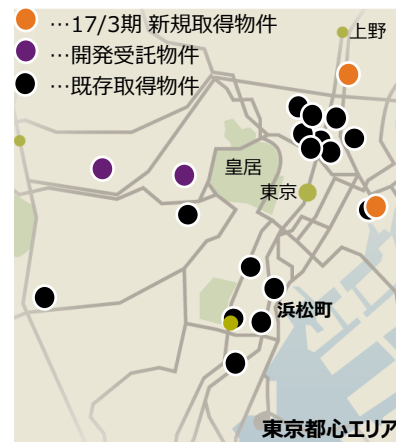 …17/3期 新規取得物件
…開発受託物件
…既存取得物件
上野
皇居
東京
浜松町
東京都心エリア